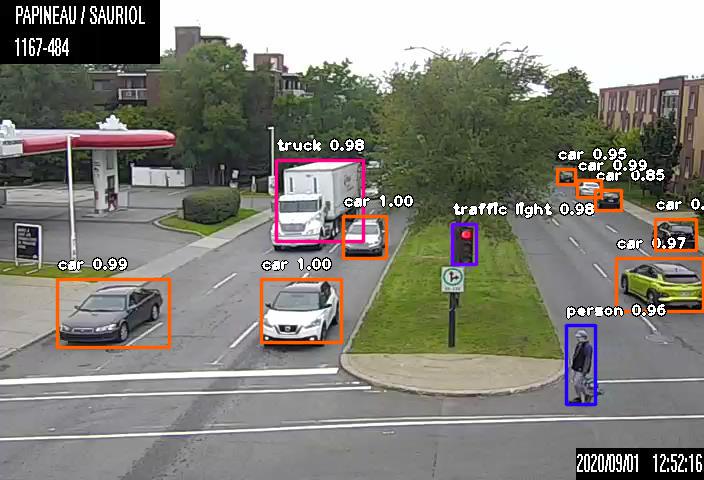 PAPINEAU / SAURIOL
1167-484
truck 0.98
car 0.95
car 0.99
car 0.85
car 1.00
traffic light 0.98
car 0.
car 0.99
car 1.00
car 0.97
person 0.96
2020/09/01 12:52:16